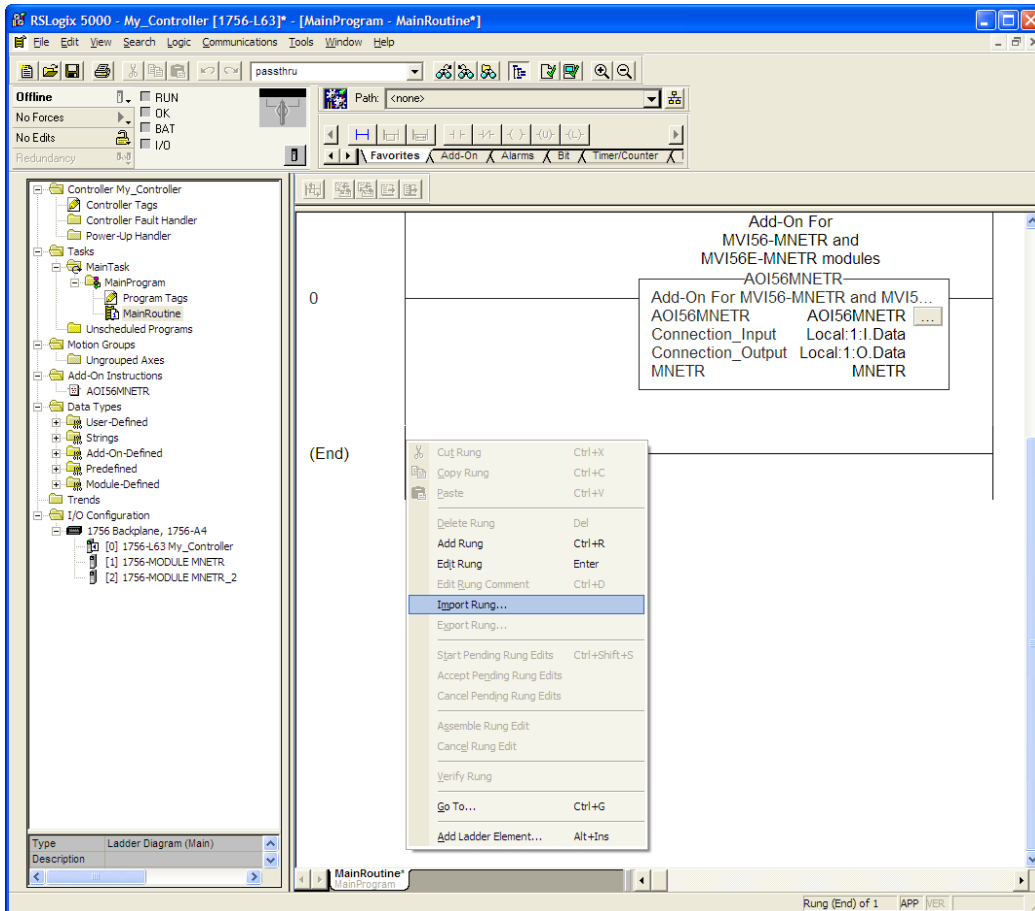 RSLogix 5000 - My_Controller [1756-L63]* - [MainProgram - MainRoutine*]
File Edit View Search Logic Communications Tools Window Help
passthru
Offline
RUN
No Forces
OK
No Edits
BAT
Redundancy
I/O
Path: <none>
Favorites Add-On Alarms Bit Timer/Counter
Controller My_Controller
Controller Tags
Controller Fault Handler
Power-Up Handler
Tasks
MainTask
MainProgram
Program Tags
MainRoutine
Unscheduled Programs
Motion Groups
Ungrouped Axes
Add-On Instructions
AOI56MNETR
Data Types
User-Defined
Strings
Add-On-Defined
Predefined
Module-Defined
Trends
I/O Configuration
1756 Backplane, 1756-A4
[0] 1756-L63 My_Controller
[1] 1756-MODULE MNETR
[2] 1756-MODULE MNETR_2
Type Ladder Diagram (Main)
Description
Add-On For
MVI56-MNETR and
MVI56E-MNETR modules
AOI56MNETR
0
Add-On For MVI56-MNETR and MVI5...
AOI56MNETR AOI56MNETR ...
Connection_Input Local:1:I.Data
Connection_Output Local:1:O.Data
MNETR MNETR
(End)
Cut Rung Ctrl+X
Copy Rung Ctrl+C
Paste Ctrl+V
Delete Rung Del
Add Rung Ctrl+R
Edit Rung Enter
Edit Rung Comment Ctrl+D
Import Rung...
Export Rung...
Start Pending Rung Edits Ctrl+Shift+S
Accept Pending Rung Edits
Cancel Pending Rung Edits
Assemble Rung Edit
Cancel Rung Edit
Verify Rung
Go To... Ctrl+G
Add Ladder Element... Alt+Ins
MainRoutine*
MainProgram
Rung (End) of 1 APP VER